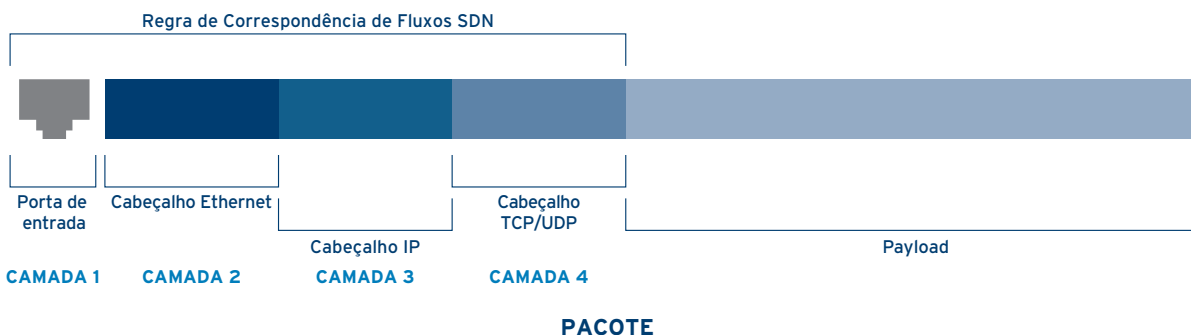 Regra de Correspondência de Fluxos SDN
Porta de
entrada
Cabeçalho Ethernet
Cabeçalho IP
Cabeçalho
TCP/UDP
Payload
CAMADA 1
CAMADA 2
CAMADA 3
CAMADA 4
PACOTE